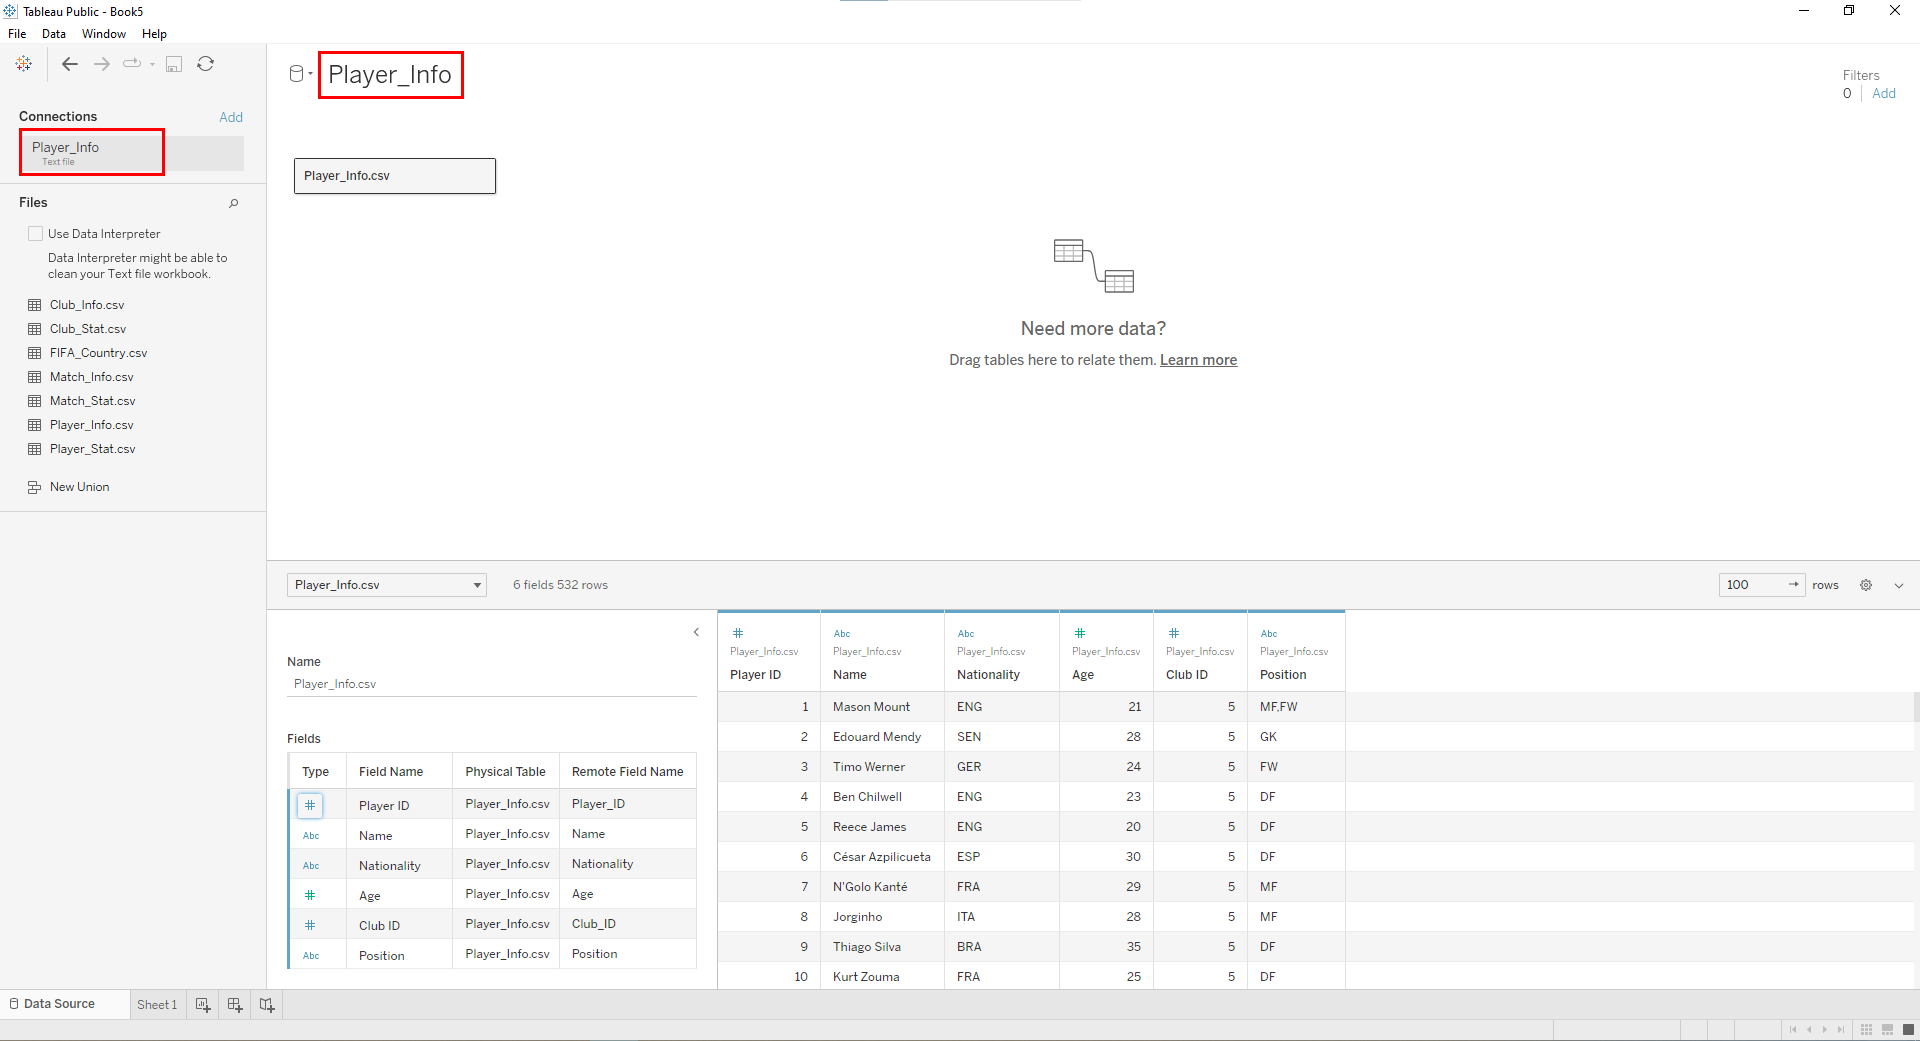 Tableau Public - Book5
File Data Window Help
Connections Add
Player_Info
Text file
Files
Use Data Interpreter
Data Interpreter might be able to
clean your Text file workbook.
Club_Info.csv
Club_Stat.csv
FIFA_Country.csv
Match_Info.csv
Match_Stat.csv
Player_Info.csv
Player_Stat.csv
New Union
Player_Info
Filters
0 Add
Player_Info.csv
Need more data?
Drag tables here to relate them. Learn more
Player_Info.csv 6 fields 532 rows 100 → rows
Name
Player_Info.csv
Fields
Type Field Name Physical Table Remote Field Name
# Player ID Player_Info.csv Player_ID
Abc Name Player_Info.csv Name
Abc Nationality Player_Info.csv Nationality
# Age Player_Info.csv Age
# Club ID Player_Info.csv Club_ID
Abc Position Player_Info.csv Position
# Abc Abc # # Abc
Player_Info.csv Player_Info.csv Player_Info.csv Player_Info.csv Player_Info.csv Player_Info.csv
Player ID Name Nationality Age Club ID Position
1 Mason Mount ENG 21 5 MF,FW
2 Edouard Mendy SEN 28 5 GK
3 Timo Werner GER 24 5 FW
4 Ben Chilwell ENG 23 5 DF
5 Reece James ENG 20 5 DF
6 César Azpilicueta ESP 30 5 DF
7 N'Golo Kanté FRA 29 5 MF
8 Jorginho ITA 28 5 MF
9 Thiago Silva BRA 35 5 DF
10 Kurt Zouma FRA 25 5 DF
Data Source Sheet 1